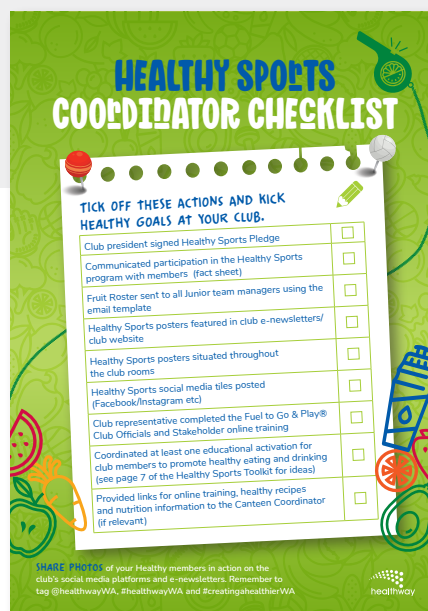 HEALTHY SPORTS
COORDINATOR CHECKLIST
TICK OFF THESE ACTIONS AND KICK
HEALTHY GOALS AT YOUR CLUB.
Club president signed Healthy Sports Pledge
Communicated participation in the Healthy Sports
program with members (fact sheet)
Fruit Roster sent to all Junior team managers using the
email template
Healthy Sports posters featured in club e-newsletters/
club website
Healthy Sports posters situated throughout
the club rooms
Healthy Sports social media tiles posted
(Facebook/Instagram etc)
Club representative completed the Fuel to Go & Play®
Club Officials and Stakeholder online training
Coordinated at least one educational activation for
club members to promote healthy eating and drinking
(see page 7 of the Healthy Sports Toolkit for ideas)
Provided links for online training, healthy recipes
and nutrition information to the Canteen Coordinator
(if relevant)
SHARE PHOTOS of your Healthy members in action on the
club's social media platforms and e-newsletters. Remember to
tag @healthwayWA, #healthwayWA and #creatingahealthierWA
healthway